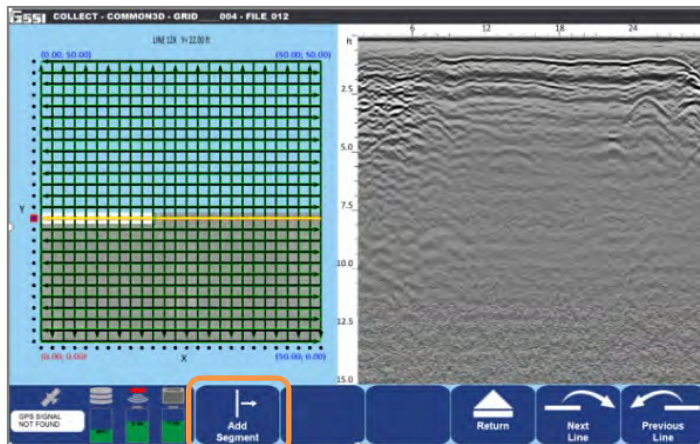 GSSI COLLECT - COMMON3D - GRID___004 - FILE_012
LINE 12X Y= 22.00 ft
(0.00; 50.00) (50.00; 50.00)
Y
(0.00; 0.00) X (50.00; 0.00)
ft
6 12 18 24
2.5
5.0
7.5
10.0
12.5
15.0
GPS SIGNAL
NOT FOUND
Add
Segment
Return
Next
Line
Previous
Line